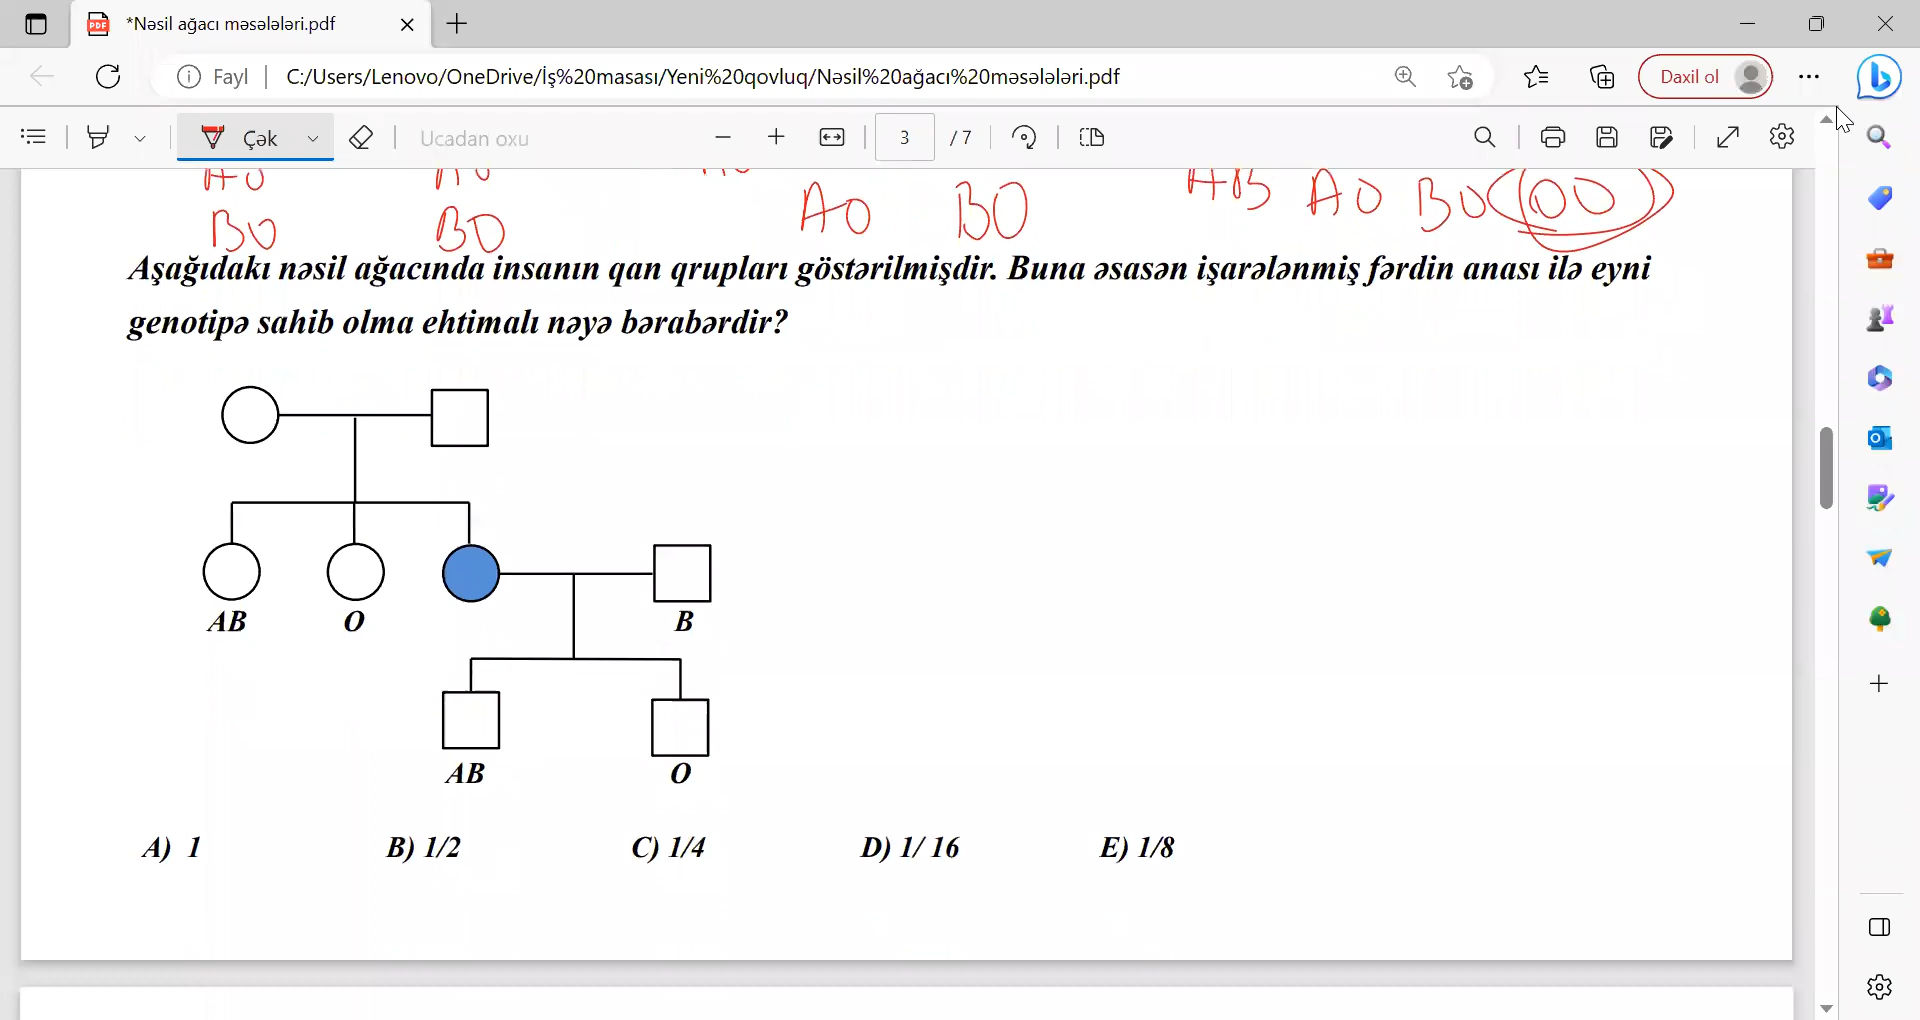 *Nəsil ağacı məsələləri.pdf
Fayl C:/Users/Lenovo/OneDrive/İş%20masası/Yeni%20qovluq/Nəsil%20ağacı%20məsələləri.pdf
Daxil ol
Çək
Ucadan oxu
3 / 7
AO BO AB AO BO OO
BO BO
Aşağıdakı nəsil ağacında insanın qan qrupları göstərilmişdir. Buna əsasən işarələnmiş fərdin anası ilə eyni
genotipə sahib olma ehtimalı nəyə bərabərdir?
AB O B
AB O
A) 1 B) 1/2 C) 1/4 D) 1/ 16 E) 1/8